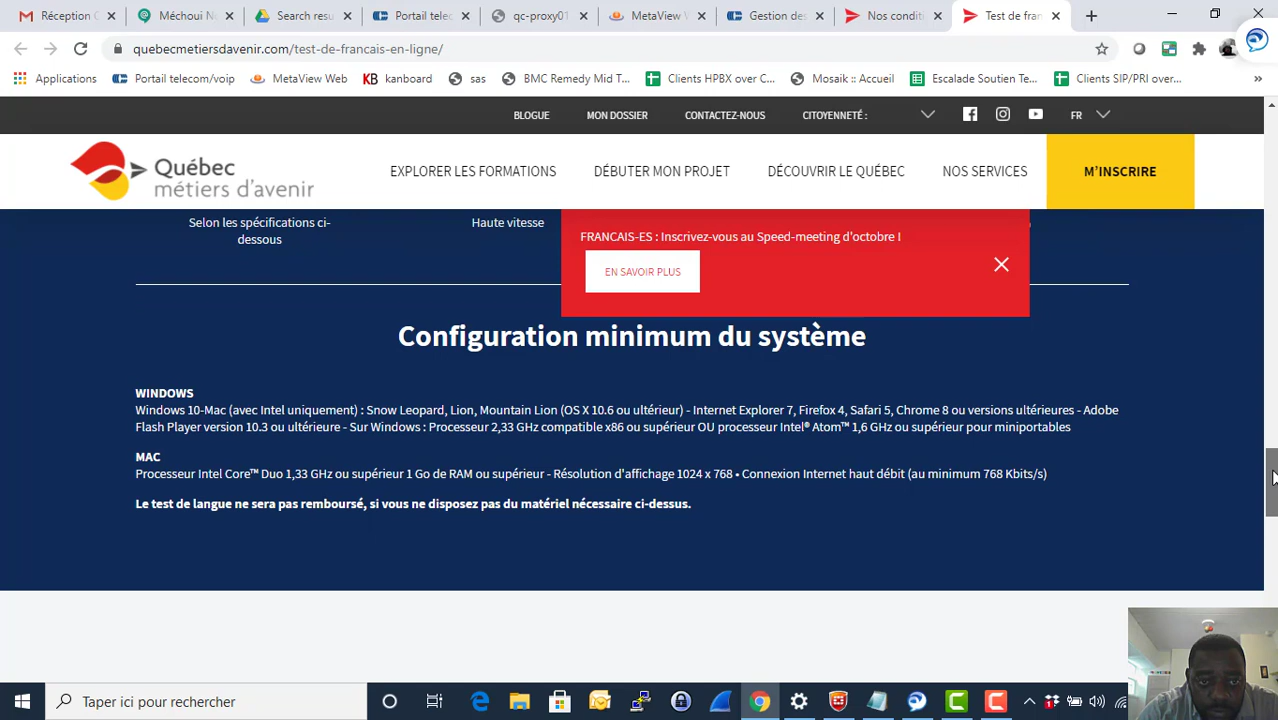 Réception G
Méchoui N
Search resu
Portail telec
qc-proxy01
MetaView W
Gestion des
Nos condit
Test de fran
quebecmetiersdavenir.com/test-de-francais-en-ligne/
Applications
Portail telecom/voip
MetaView Web
KB kanboard
sas
BMC Remedy Mid T...
Clients HPBX over C...
Mosaik :: Accueil
Escalade Soutien Te...
Clients SIP/PRI over...
BLOGUE
MON DOSSIER
CONTACTEZ-NOUS
CITOYENNETÉ :
FR
Québec
métiers d'avenir
EXPLORER LES FORMATIONS
DÉBUTER MON PROJET
DÉCOUVRIR LE QUÉBEC
NOS SERVICES
M'INSCRIRE
Selon les spécifications ci-
dessous
Haute vitesse
FRANCAIS-ES : Inscrivez-vous au Speed-meeting d'octobre !
EN SAVOIR PLUS
Configuration minimum du système
WINDOWS
Windows 10-Mac (avec Intel uniquement) : Snow Leopard, Lion, Mountain Lion (OS X 10.6 ou ultérieur) - Internet Explorer 7, Firefox 4, Safari 5, Chrome 8 ou versions ultérieures - Adobe
Flash Player version 10.3 ou ultérieure - Sur Windows : Processeur 2,33 GHz compatible x86 ou supérieur OU processeur Intel® Atom™ 1,6 GHz ou supérieur pour miniportables
MAC
Processeur Intel Core™ Duo 1,33 GHz ou supérieur 1 Go de RAM ou supérieur - Résolution d'affichage 1024 x 768 • Connexion Internet haut débit (au minimum 768 Kbits/s)
Le test de langue ne sera pas remboursé, si vous ne disposez pas du matériel nécessaire ci-dessus.
Taper ici pour rechercher